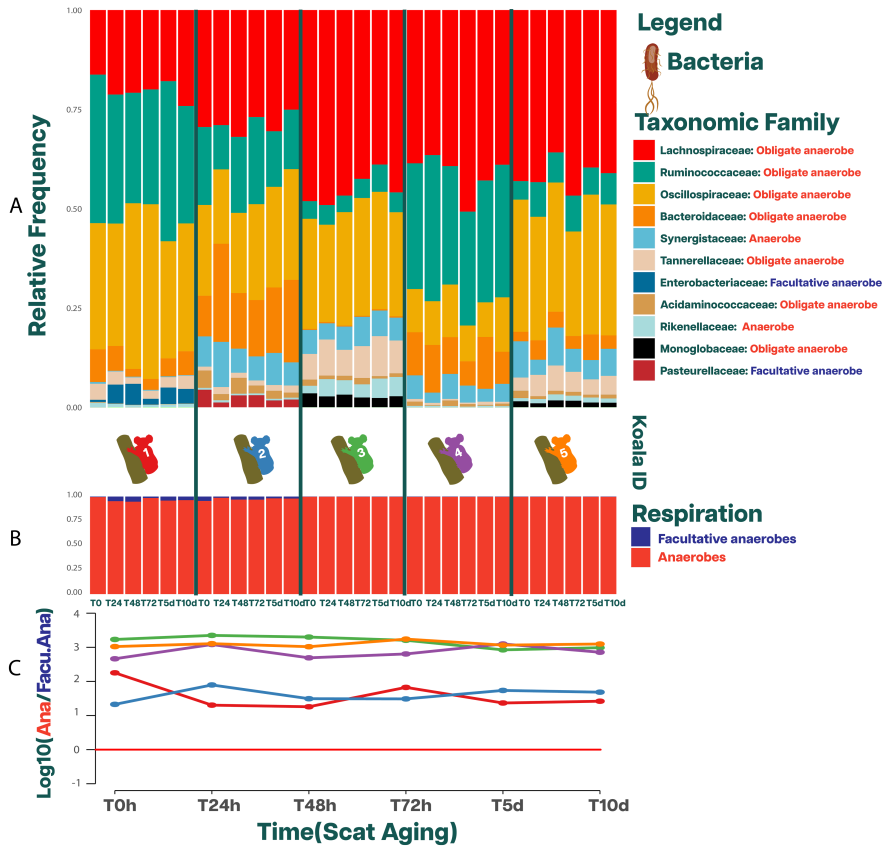 A
Relative Frequency
1.00
0.75
0.50
0.25
0.00
Legend
Bacteria
Taxonomic Family
Lachnospiraceae: Obligate anaerobe
Ruminococcaceae: Obligate anaerobe
Oscillospiraceae: Obligate anaerobe
Bacteroidaceae: Obligate anaerobe
Synergistaceae: Anaerobe
Tannerellaceae: Obligate anaerobe
Enterobacteriaceae: Facultative anaerobe
Acidaminococcaceae: Obligate anaerobe
Rikenellaceae: Anaerobe
Monoglobaceae: Obligate anaerobe
Pasteurellaceae: Facultative anaerobe
1 2 3 4 5
Koala ID
B
1.00
0.75
0.50
0.25
0.00
Respiration
Facultative anaerobes
Anaerobes
T0 T24 T48 T72 T5d T10d T0 T24 T48 T72 T5d T10d T0 T24 T48 T72 T5d T10d T0 T24 T48 T72 T5d T10d T0 T24 T48 T72 T5d T10d
C
Log10(Ana/Facu.Ana)
4
3
2
1
0
-1
T0h T24h T48h T72h T5d T10d
Time(Scat Aging)